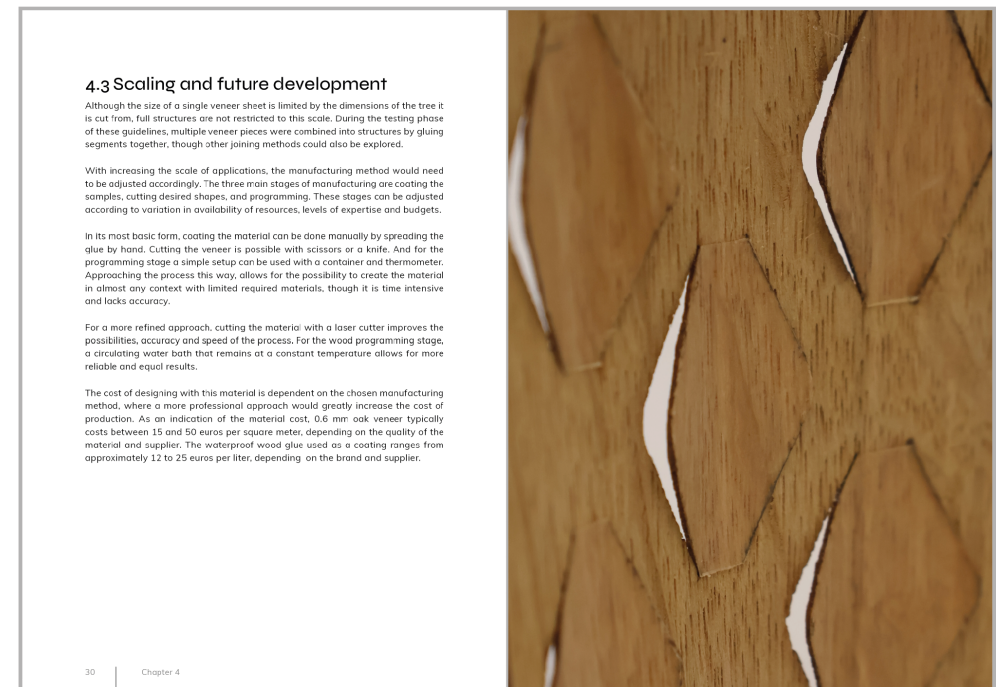 4.3 Scaling and future development
Although the size of a single veneer sheet is limited by the dimensions of the tree it
is cut from, full structures are not restricted to this scale. During the testing phase
of these guidelines, multiple veneer pieces were combined into structures by gluing
segments together, though other joining methods could also be explored.
With increasing the scale of applications, the manufacturing method would need
to be adjusted accordingly. The three main stages of manufacturing are coating the
samples, cutting desired shapes, and programming. These stages can be adjusted
according to variation in availability of resources, levels of expertise and budgets.
In its most basic form, coating the material can be done manually by spreading the
glue by hand. Cutting the veneer is possible with scissors or a knife. And for the
programming stage a simple setup can be used with a container and thermometer.
Approaching the process this way, allows for the possibility to create the material
in almost any context with limited required materials, though it is time intensive
and lacks accuracy.
For a more refined approach, cutting the material with a laser cutter improves the
possibilities, accuracy and speed of the process. For the wood programming stage,
a circulating water bath that remains at a constant temperature allows for more
reliable and equal results.
The cost of designing with this material is dependent on the chosen manufacturing
method, where a more professional approach would greatly increase the cost of
production. As an indication of the material cost, 0.6 mm oak veneer typically
costs between 15 and 50 euros per square meter, depending on the quality of the
material and supplier. The waterproof wood glue used as a coating ranges from
approximately 12 to 25 euros per liter, depending on the brand and supplier.
30 Chapter 4